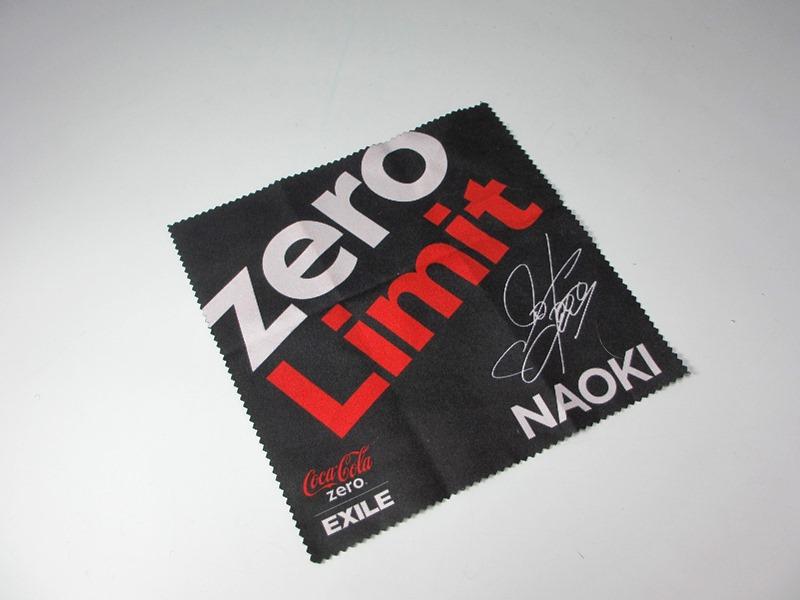 zero
Limit
NAOKI
Coca-Cola
zero
EXILE